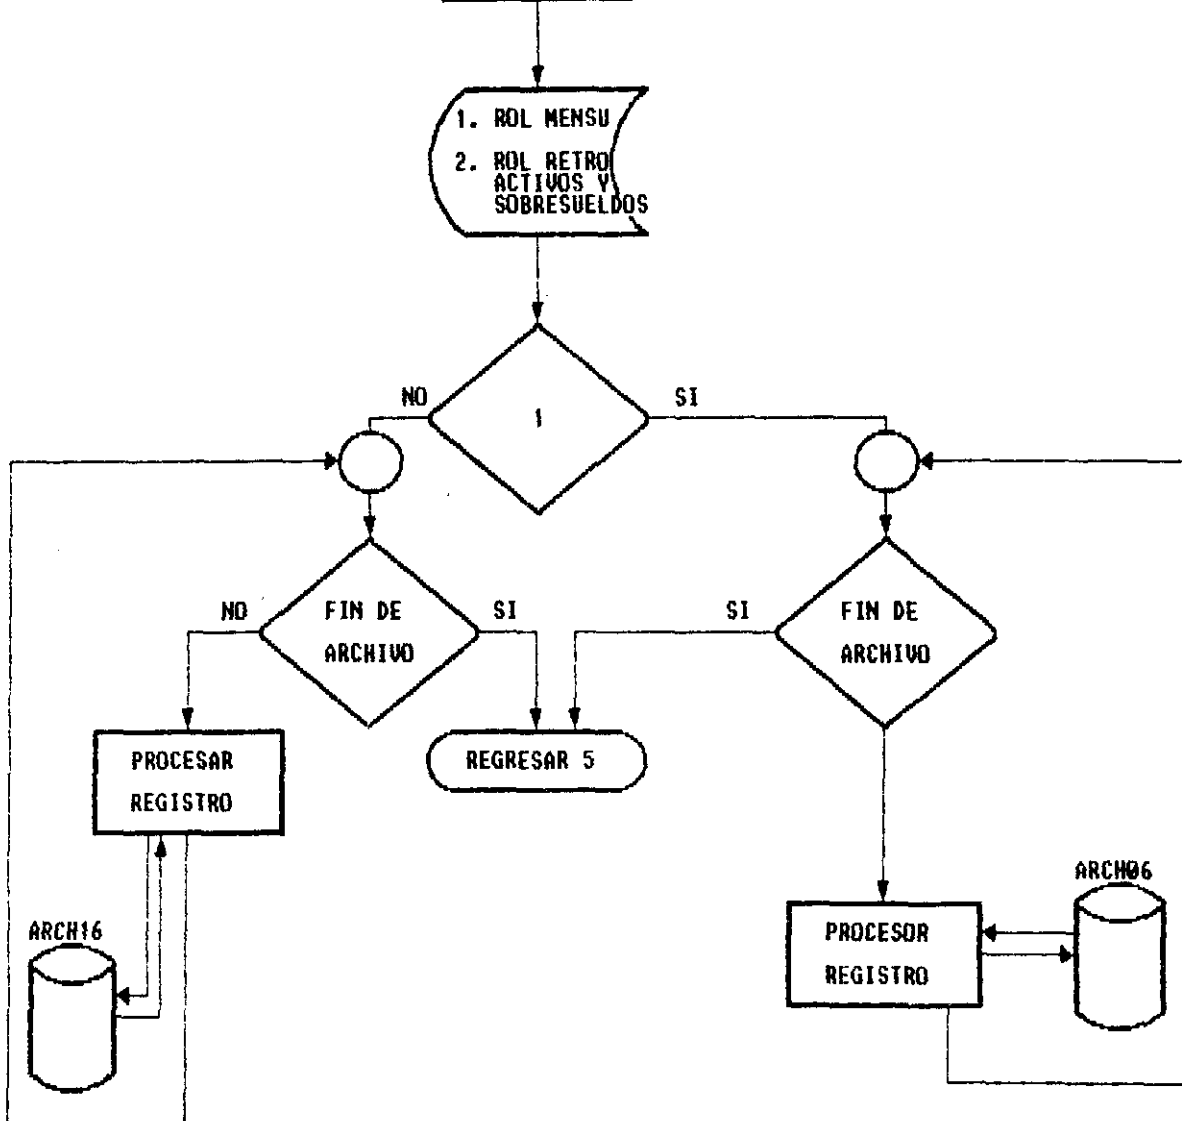 1. ROL MENSU
2. ROL RETRO
ACTIVOS Y
SOBRESUELDOS
NO
SI
1
NO
FIN DE
ARCHIVO
SI
SI
FIN DE
ARCHIVO
PROCESAR
REGISTRO
REGRESAR 5
ARCH16
ARCH06
PROCESOR
REGISTRO